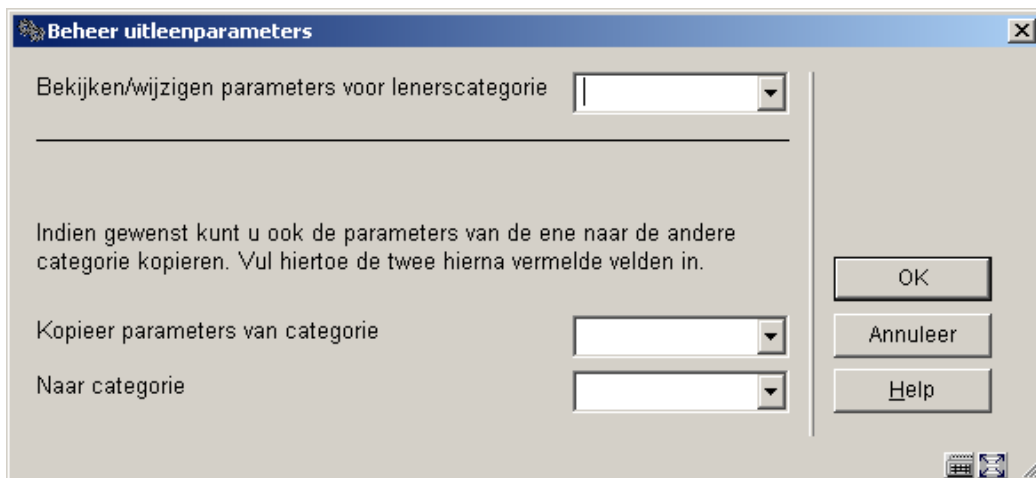 Beheer uitleenparameters
Bekijken/wijzigen parameters voor lenerscategorie
Indien gewenst kunt u ook de parameters van de ene naar de andere
categorie kopieren. Vul hiertoe de twee hierna vermelde velden in.
OK
Kopieer parameters van categorie
Annuleer
Naar categorie
Help